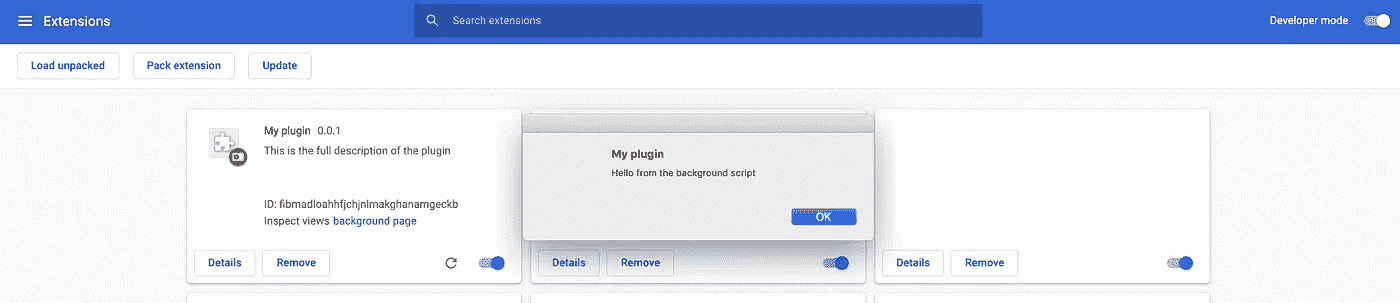 Extensions
Search extensions
Developer mode
Load unpacked
Pack extension
Update
My plugin 0.0.1
This is the full description of the plugin
ID: fibmadloahhfjchjnlmakghanamgeckb
Inspect views background page
Details
Remove
My plugin
Hello from the background script
OK
Details
Remove
Details
Remove